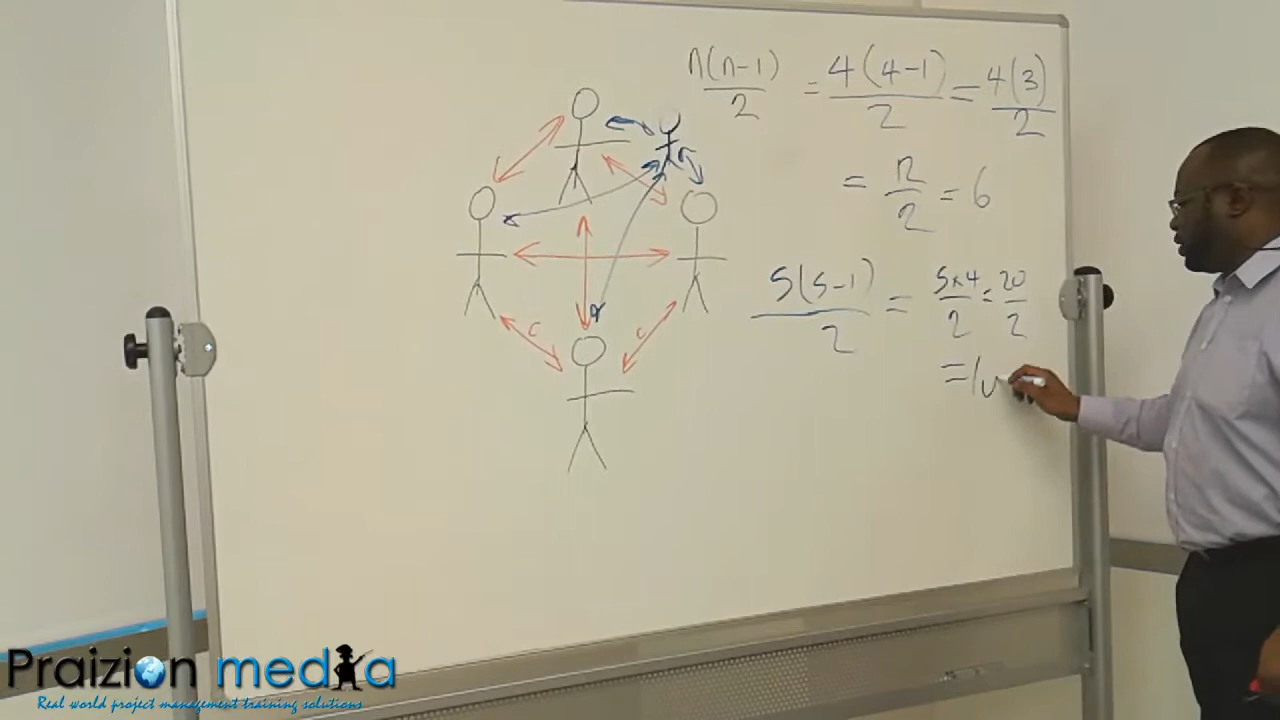 n(n-1)/2 = 4(4-1)/2 = 4(3)/2
= 12/2 = 6
5(5-1)/2 = 5x4/2 = 20/2
= 10
C C
Praizion media
Real world project management training solutions